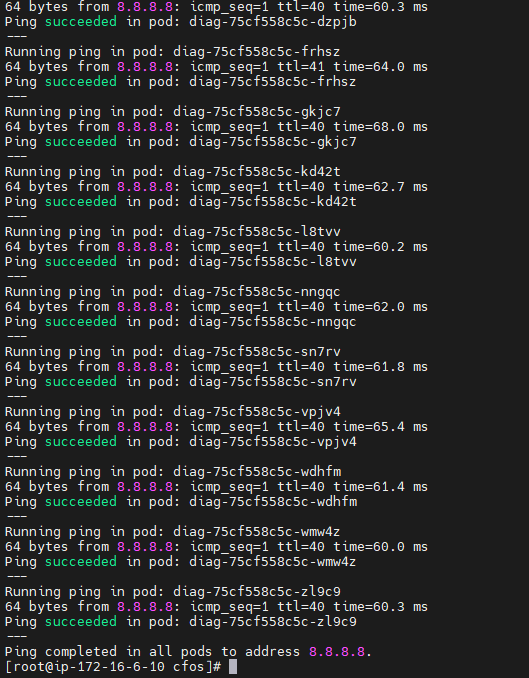 64 bytes from 8.8.8.8: icmp_seq=1 ttl=40 time=60.3 ms
Ping succeeded in pod: diag-75cf558c5c-dzpjb
---
Running ping in pod: diag-75cf558c5c-frhsz
64 bytes from 8.8.8.8: icmp_seq=1 ttl=41 time=64.0 ms
Ping succeeded in pod: diag-75cf558c5c-frhsz
---
Running ping in pod: diag-75cf558c5c-gkjc7
64 bytes from 8.8.8.8: icmp_seq=1 ttl=40 time=68.0 ms
Ping succeeded in pod: diag-75cf558c5c-gkjc7
---
Running ping in pod: diag-75cf558c5c-kd42t
64 bytes from 8.8.8.8: icmp_seq=1 ttl=40 time=62.7 ms
Ping succeeded in pod: diag-75cf558c5c-kd42t
---
Running ping in pod: diag-75cf558c5c-l8tvv
64 bytes from 8.8.8.8: icmp_seq=1 ttl=40 time=60.2 ms
Ping succeeded in pod: diag-75cf558c5c-l8tvv
---
Running ping in pod: diag-75cf558c5c-nngqc
64 bytes from 8.8.8.8: icmp_seq=1 ttl=40 time=62.0 ms
Ping succeeded in pod: diag-75cf558c5c-nngqc
---
Running ping in pod: diag-75cf558c5c-sn7rv
64 bytes from 8.8.8.8: icmp_seq=1 ttl=40 time=61.8 ms
Ping succeeded in pod: diag-75cf558c5c-sn7rv
---
Running ping in pod: diag-75cf558c5c-vpjv4
64 bytes from 8.8.8.8: icmp_seq=1 ttl=40 time=65.4 ms
Ping succeeded in pod: diag-75cf558c5c-vpjv4
---
Running ping in pod: diag-75cf558c5c-wdhfm
64 bytes from 8.8.8.8: icmp_seq=1 ttl=40 time=61.4 ms
Ping succeeded in pod: diag-75cf558c5c-wdhfm
---
Running ping in pod: diag-75cf558c5c-wmw4z
64 bytes from 8.8.8.8: icmp_seq=1 ttl=40 time=60.0 ms
Ping succeeded in pod: diag-75cf558c5c-wmw4z
---
Running ping in pod: diag-75cf558c5c-zl9c9
64 bytes from 8.8.8.8: icmp_seq=1 ttl=40 time=60.3 ms
Ping succeeded in pod: diag-75cf558c5c-zl9c9
---
Ping completed in all pods to address 8.8.8.8.
[root@ip-172-16-6-10 cfos]#